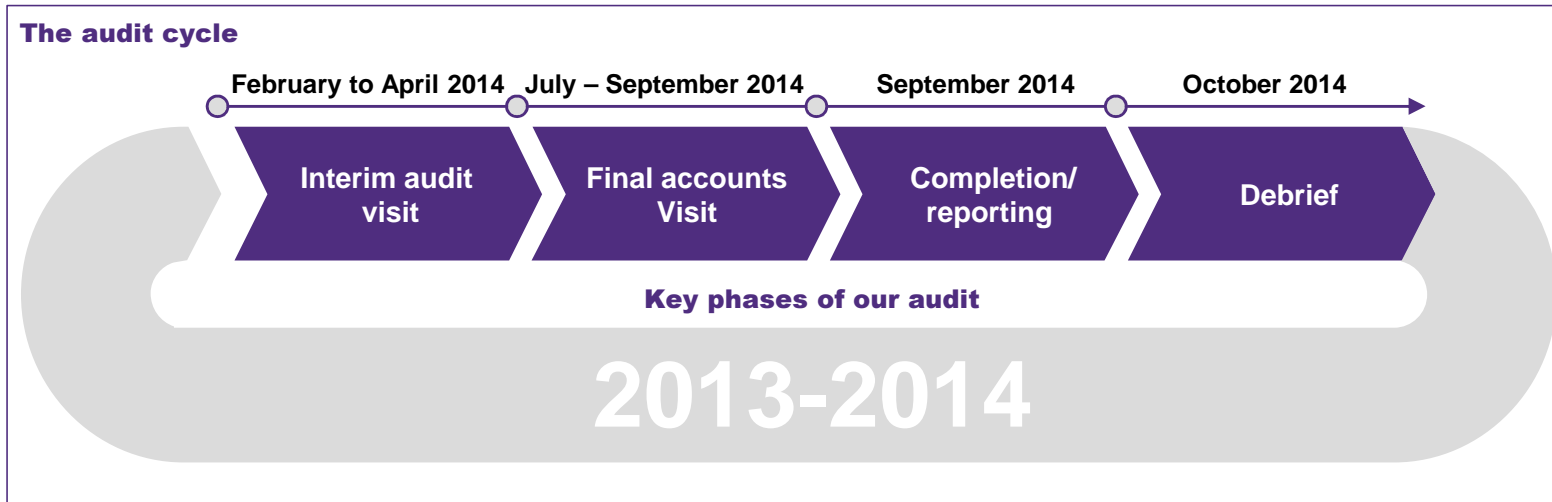 The audit cycle
February to April 2014
July – September 2014
September 2014
October 2014
Interim audit
visit
Final accounts
Visit
Completion/
reporting
Debrief
Key phases of our audit
2013-2014